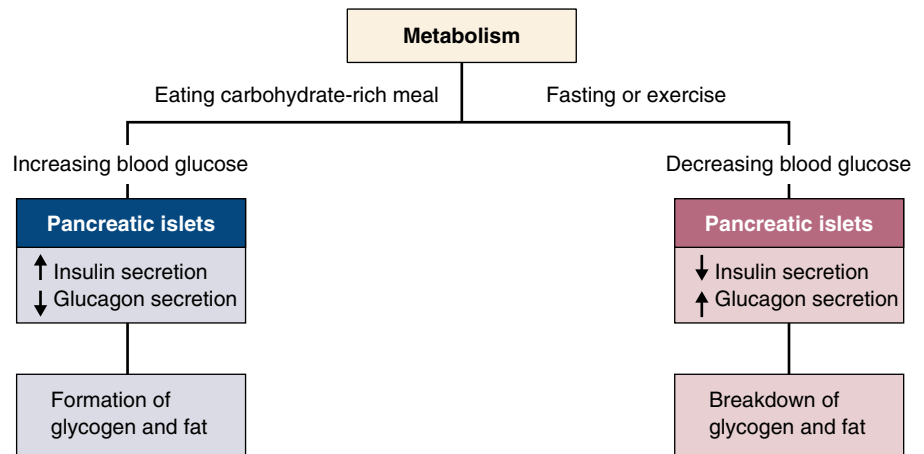 Metabolism
Eating carbohydrate-rich meal
Fasting or exercise
Increasing blood glucose
Pancreatic islets
↑ Insulin secretion
↓ Glucagon secretion
Formation of
glycogen and fat
Decreasing blood glucose
Pancreatic islets
↓ Insulin secretion
↑ Glucagon secretion
Breakdown of
glycogen and fat